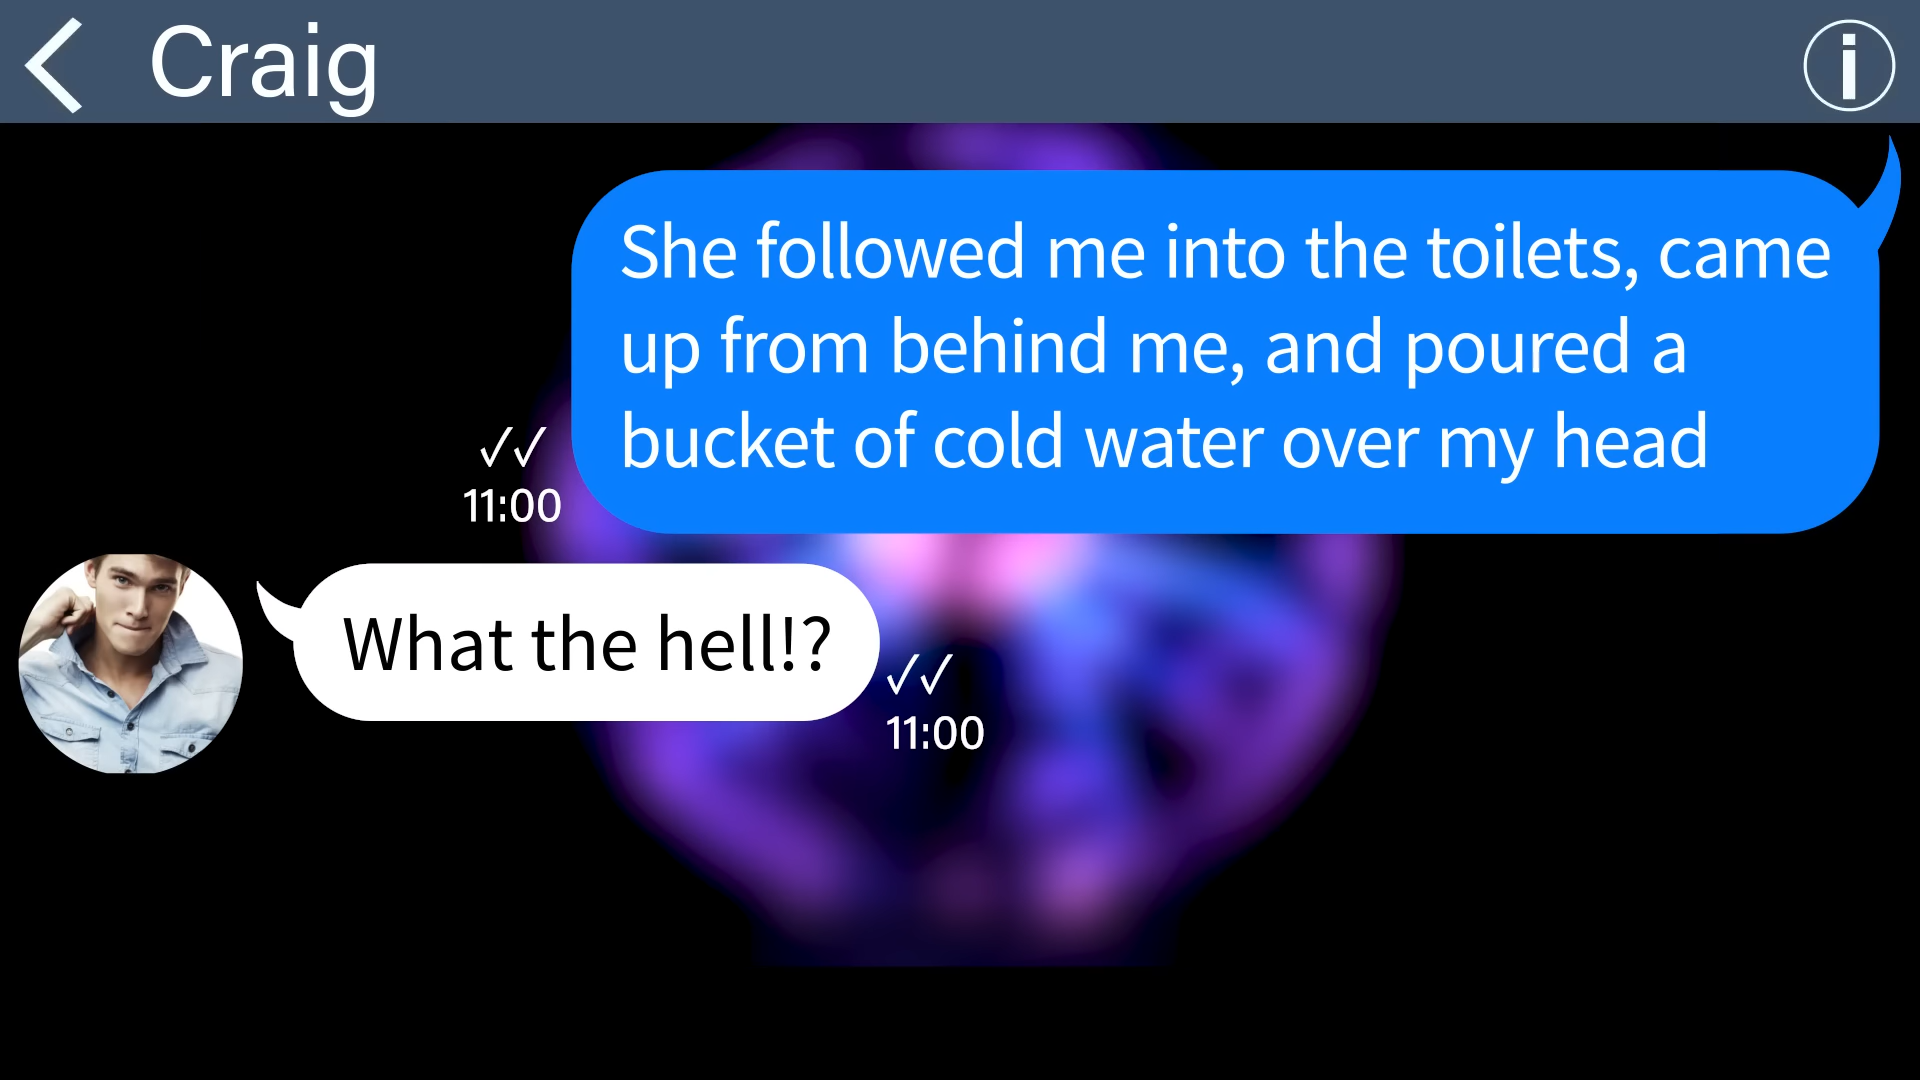 Craig
She followed me into the toilets, came
up from behind me, and poured a
bucket of cold water over my head
✓✓
11:00
What the hell!?
✓✓
11:00